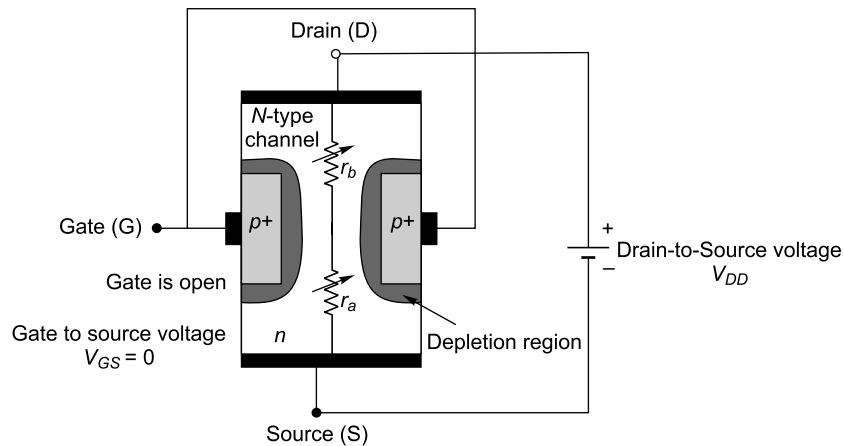 Drain (D)
N-type
channel
r_b
p+
p+
Gate (G)
+
Drain-to-Source voltage
V_DD
–
Gate is open
r_a
Gate to source voltage
V_GS = 0
n
Depletion region
Source (S)